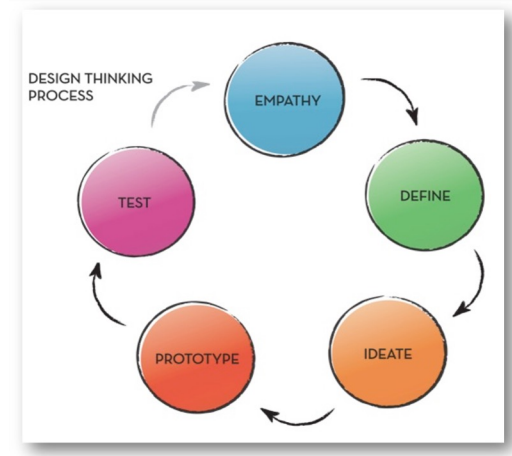 DESIGN THINKING
PROCESS
EMPATHY
DEFINE
IDEATE
PROTOTYPE
TEST